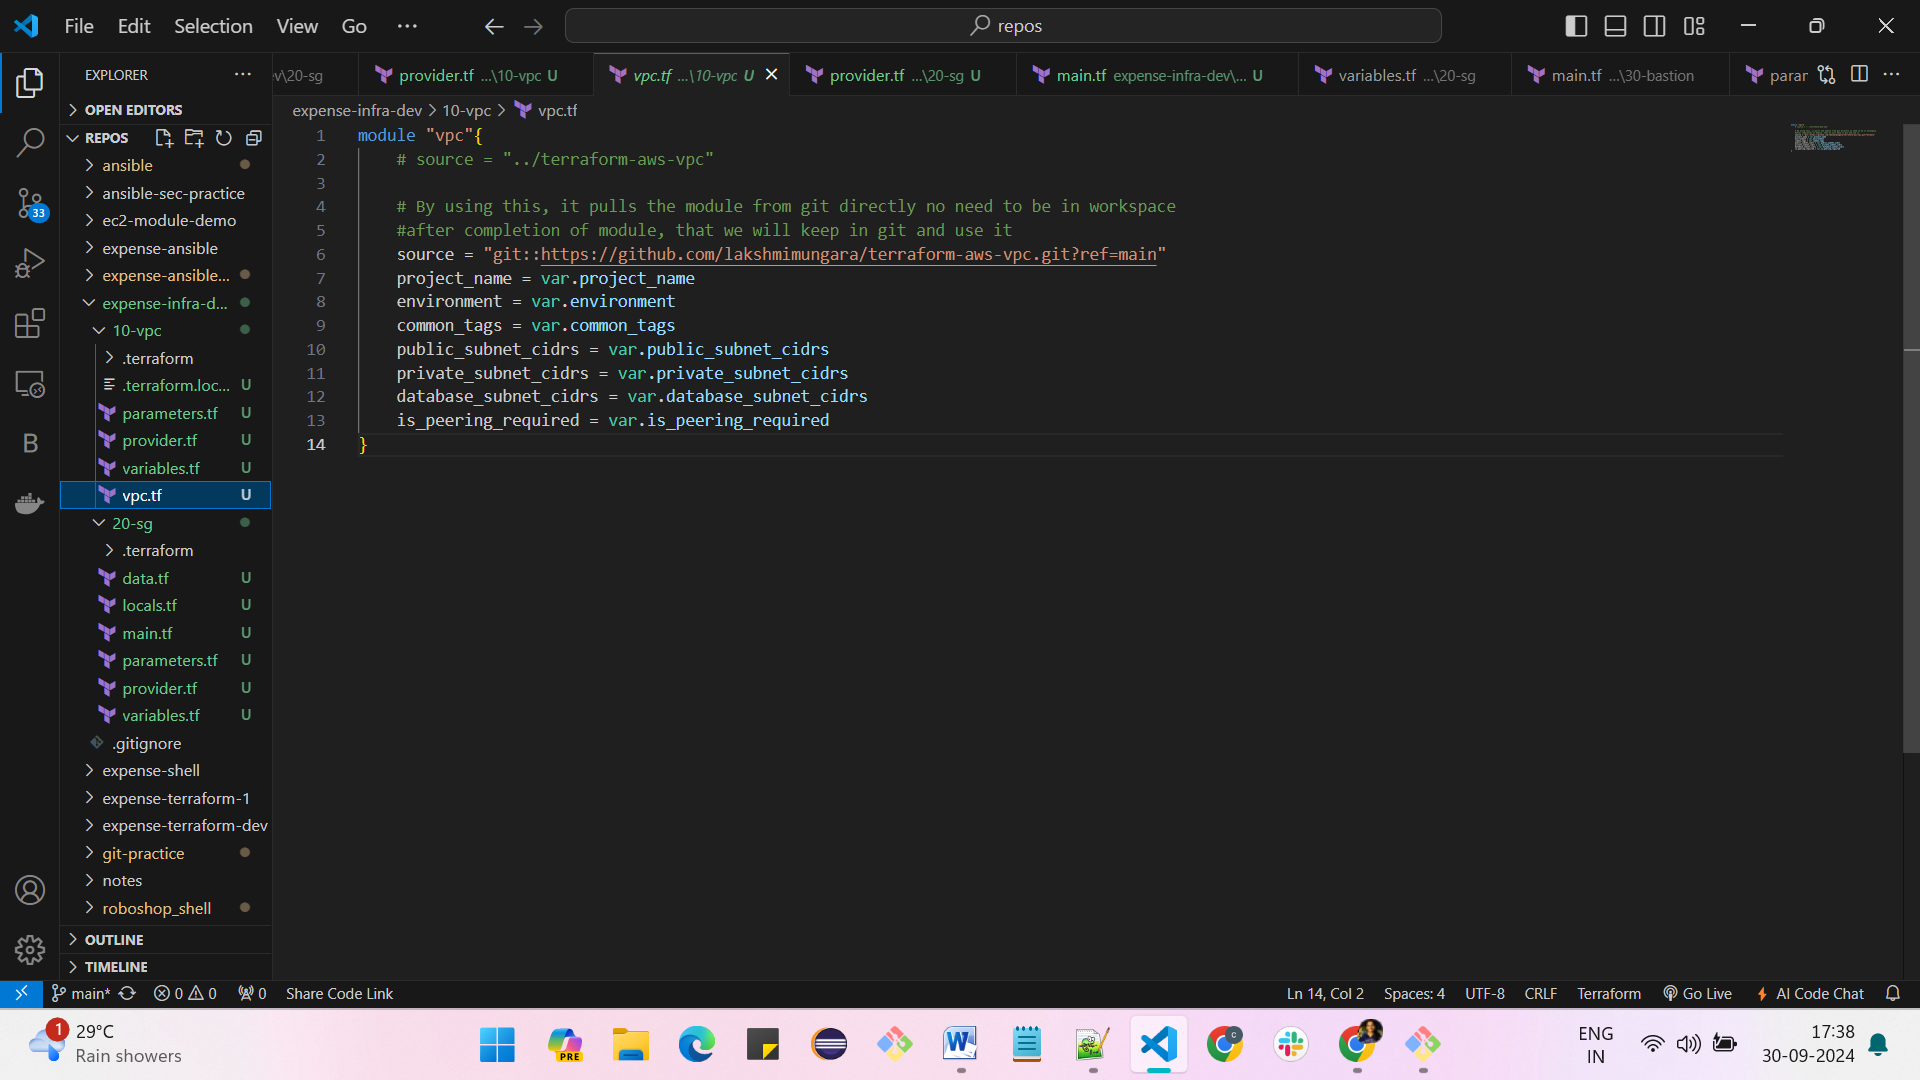 File Edit Selection View Go ···
repos
EXPLORER ···
OPEN EDITORS
REPOS
ansible
ansible-sec-practice
ec2-module-demo
expense-ansible
expense-ansible...
expense-infra-d...
10-vpc
.terraform
.terraform.loc... U
parameters.tf U
provider.tf U
variables.tf U
vpc.tf U
20-sg
.terraform
data.tf U
locals.tf U
main.tf U
parameters.tf U
provider.tf U
variables.tf U
.gitignore
expense-shell
expense-terraform-1
expense-terraform-dev
git-practice
notes
roboshop_shell
OUTLINE
TIMELINE
33
B
v\20-sg
provider.tf ...\10-vpc U
vpc.tf ...\10-vpc U
provider.tf ...\20-sg U
main.tf expense-infra-dev\... U
variables.tf ...\20-sg
main.tf ...\30-bastion
parar
expense-infra-dev > 10-vpc > vpc.tf
1 module "vpc"{
2 # source = "../terraform-aws-vpc"
3
4 # By using this, it pulls the module from git directly no need to be in workspace
5 #after completion of module, that we will keep in git and use it
6 source = "git::https://github.com/lakshmimungara/terraform-aws-vpc.git?ref=main"
7 project_name = var.project_name
8 environment = var.environment
9 common_tags = var.common_tags
10 public_subnet_cidrs = var.public_subnet_cidrs
11 private_subnet_cidrs = var.private_subnet_cidrs
12 database_subnet_cidrs = var.database_subnet_cidrs
13 is_peering_required = var.is_peering_required
14 }
main* 0 0 0 Share Code Link Ln 14, Col 2 Spaces: 4 UTF-8 CRLF Terraform Go Live AI Code Chat
1 29°C
Rain showers
PRE
ENG
IN
17:38
30-09-2024